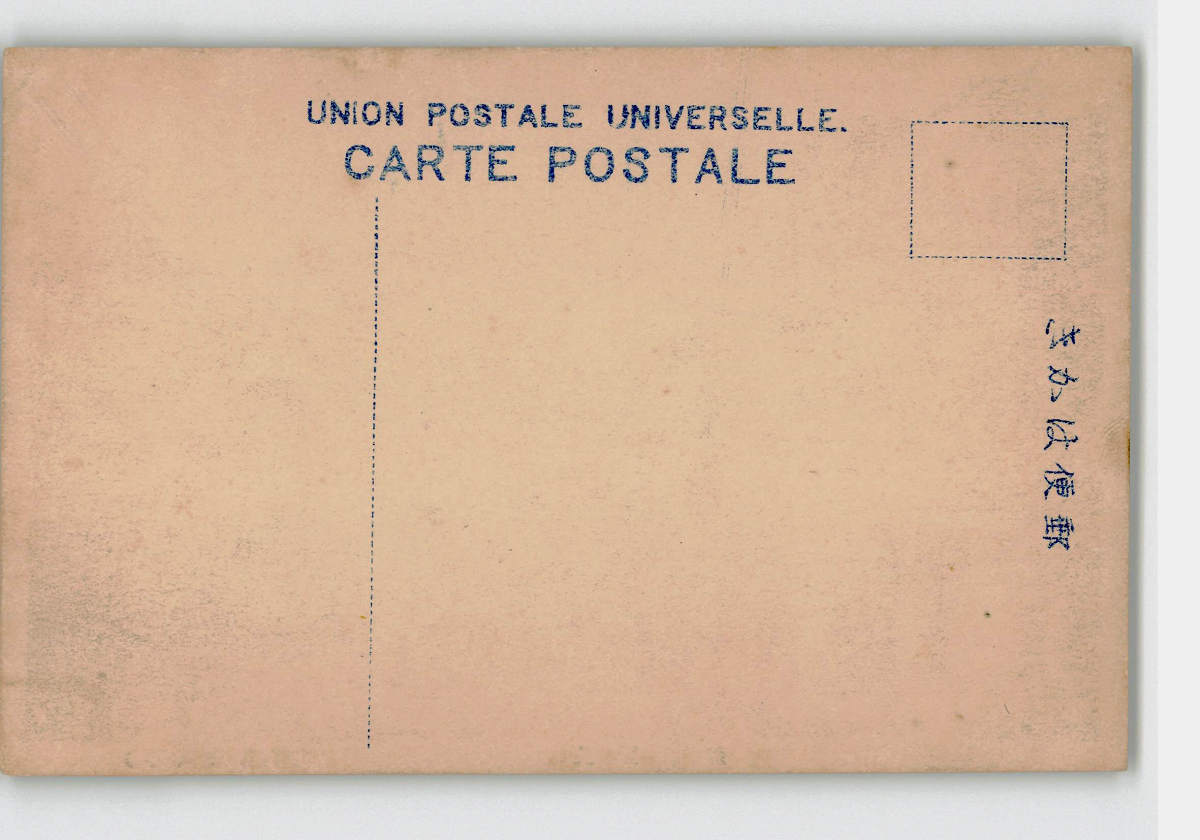 UNION POSTALE UNIVERSELLE.
CARTE POSTALE
郵便はかき